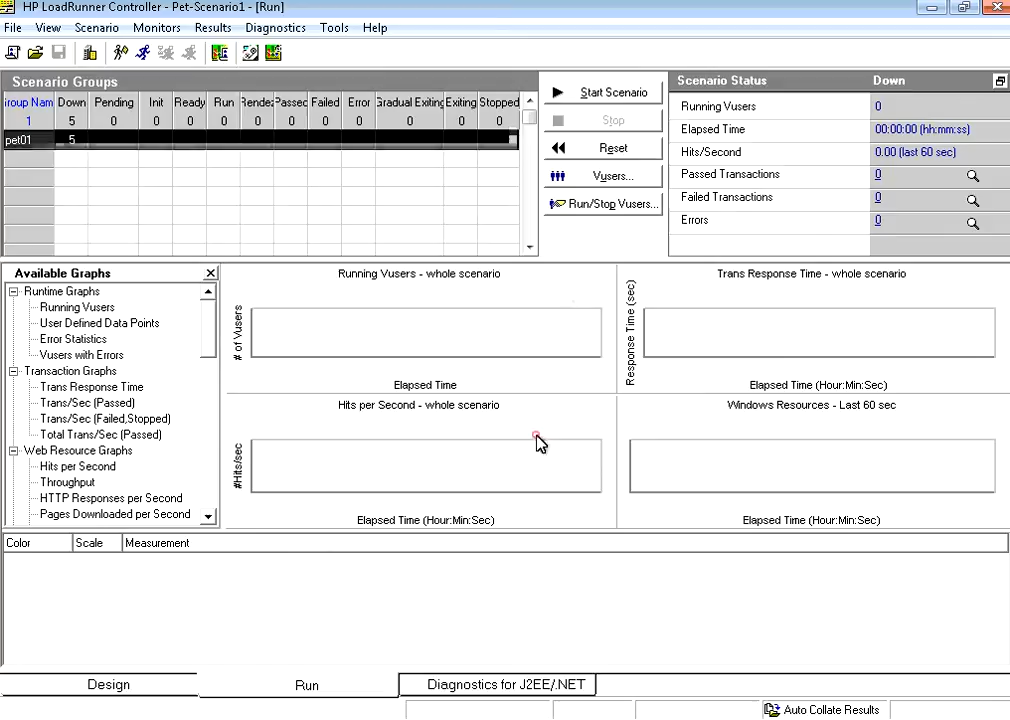 HP LoadRunner Controller - Pet-Scenario1 - [Run]
File View Scenario Monitors Results Diagnostics Tools Help
Scenario Groups
Group Nam Down Pending Init Ready Run Rendez Passed Failed Error Gradual Exiting Exiting Stopped
1 5 0 0 0 0 0 0 0 0 0 0 0
pet01 5
Start Scenario
Stop
Reset
Vusers...
Run/Stop Vusers...
Scenario Status Down
Running Vusers 0
Elapsed Time 00:00:00 (hh:mm:ss)
Hits/Second 0.00 (last 60 sec)
Passed Transactions 0
Failed Transactions 0
Errors 0
Available Graphs
Runtime Graphs
Running Vusers
User Defined Data Points
Error Statistics
Vusers with Errors
Transaction Graphs
Trans Response Time
Trans/Sec (Passed)
Trans/Sec (Failed,Stopped)
Total Trans/Sec (Passed)
Web Resource Graphs
Hits per Second
Throughput
HTTP Responses per Second
Pages Downloaded per Second
Running Vusers - whole scenario
# of Vusers
Elapsed Time
Trans Response Time - whole scenario
Response Time (sec)
Elapsed Time (Hour:Min:Sec)
Hits per Second - whole scenario
#Hits/sec
Elapsed Time (Hour:Min:Sec)
Windows Resources - Last 60 sec
Elapsed Time (Hour:Min:Sec)
Color Scale Measurement
Design Run Diagnostics for J2EE/.NET
Auto Collate Results